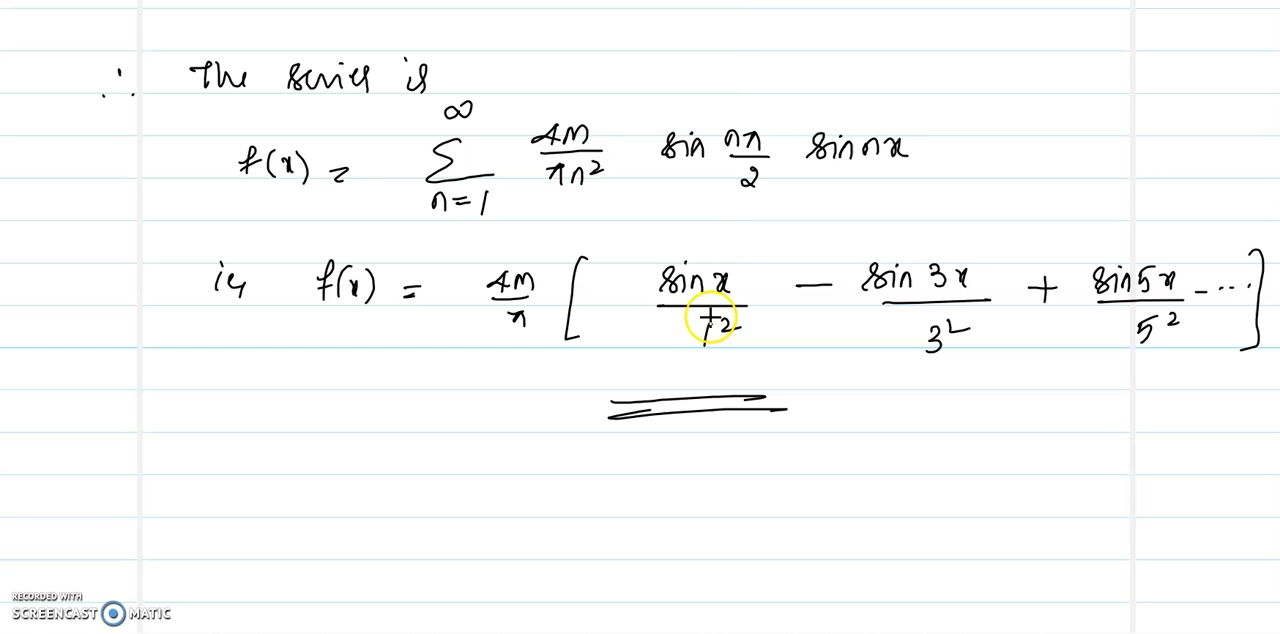 ∴ The series is
f(x) = ∑_{n=1}^{∞} 4M/πn² sin nπ/2 sin nx
ie f(x) = 4M/π [ sin x/1² − sin 3x/3² + sin 5x/5² − ... ]
RECORDED WITH
SCREENCAST MATIC